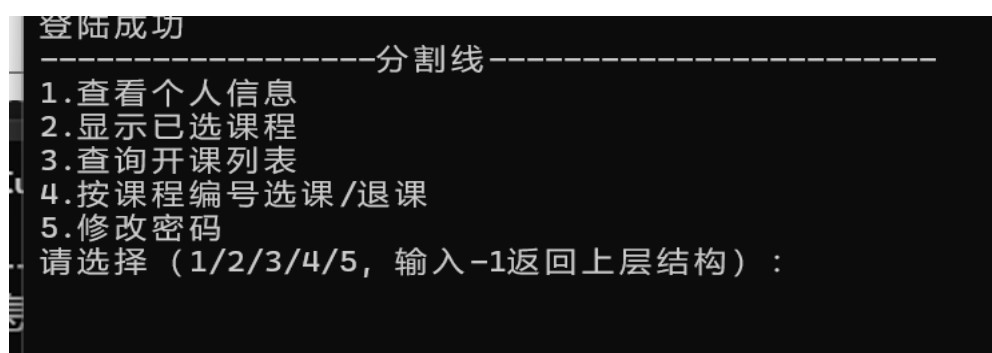 登陆成功
------------------分割线------------------------
1.查看个人信息
2.显示已选课程
3.查询开课列表
4.按课程编号选课/退课
5.修改密码
请选择（1/2/3/4/5, 输入-1返回上层结构）: